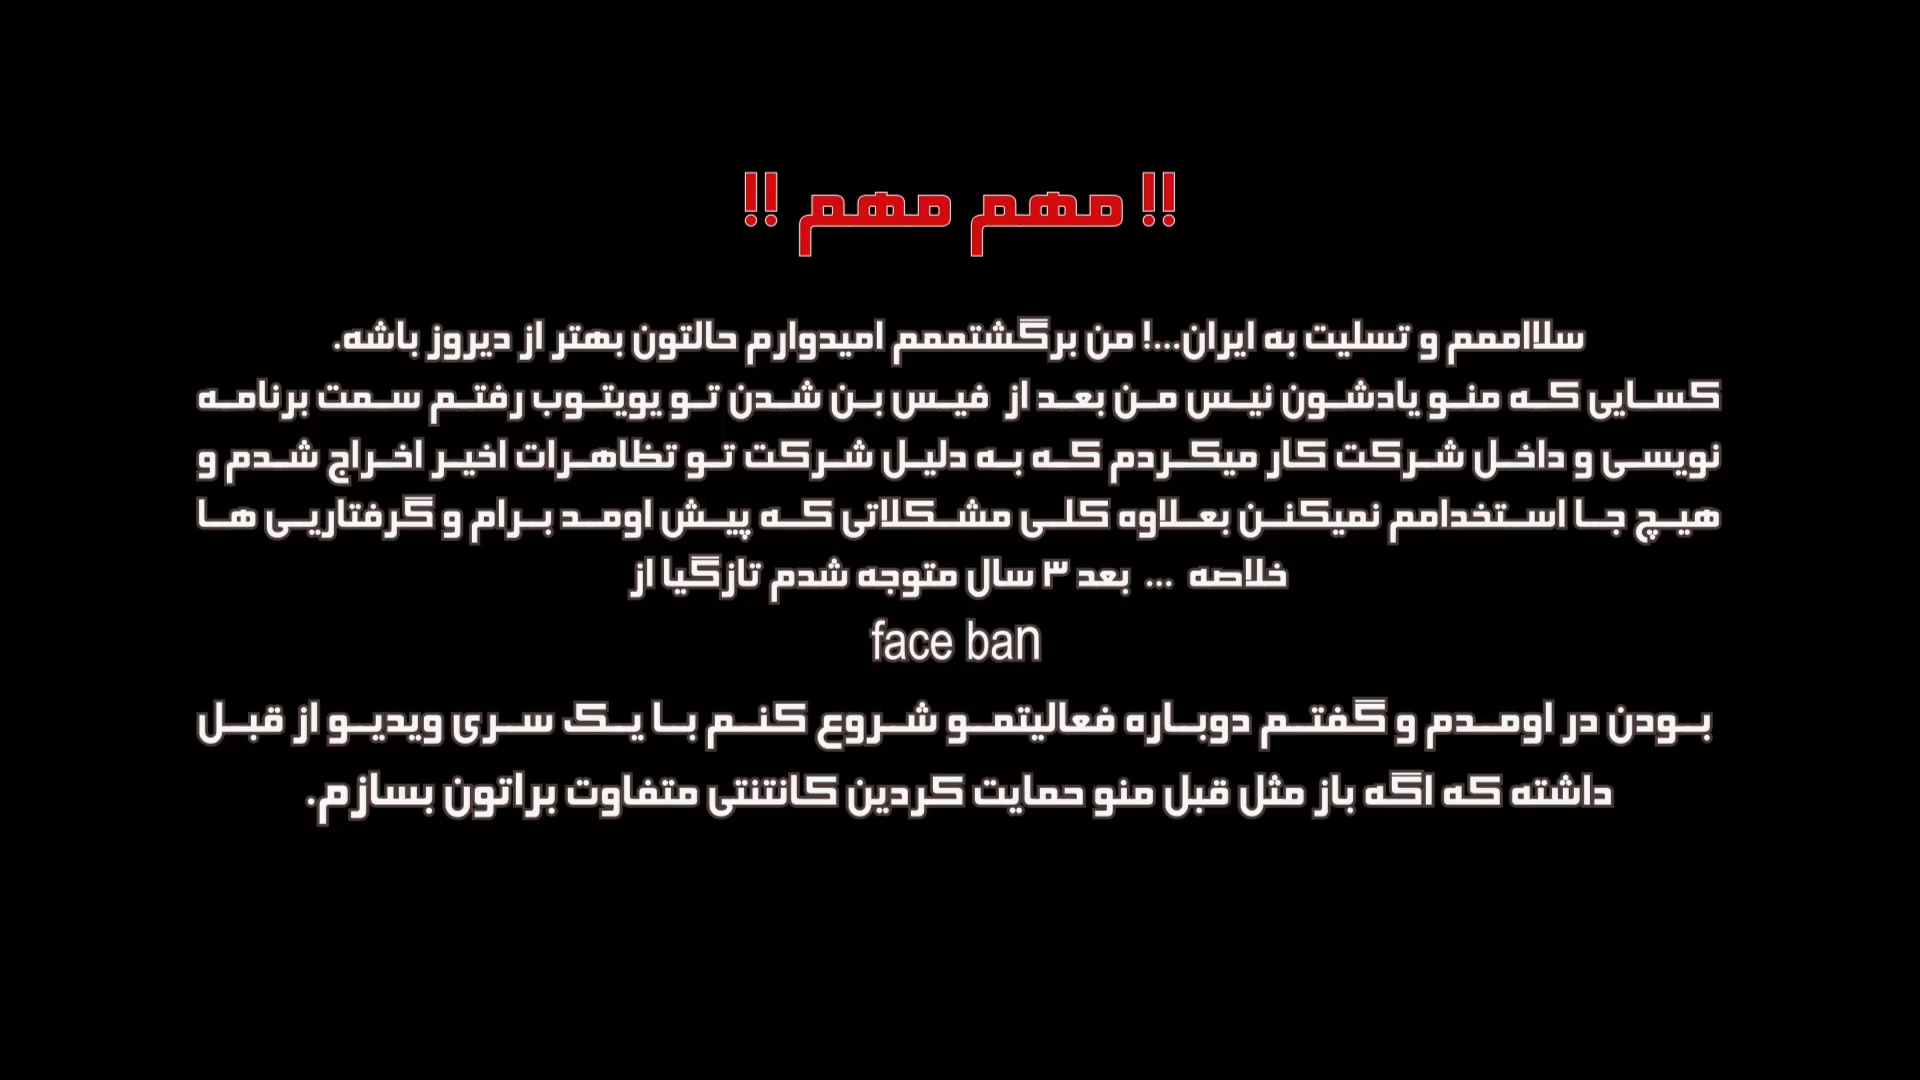 !! مهم مهم !!
سلااممم و تسلیت به ایران...! من برگشتممم امیدوارم حالتون بهتر از دیروز باشه.
کسایی که منو یادشون نیس من بعد از فیس بن شدن تو یویتوب رفتم سمت برنامه
نویسی و داخل شرکت کار میکردم که به دلیل شرکت تو تظاهرات اخیر اخراج شدم و
هیچ جا استخدامم نمیکنن بعلاوه کلی مشکلاتی که پیش اومد برام و گرفتاریی ها
خلاصه ... بعد ۳ سال متوجه شدم تازگیا از
face ban
بودن در اومدم و گفتم دوباره فعالیتمو شروع کنم با یک سری ویدیو از قبل
داشته که اگه باز مثل قبل منو حمایت کردین کانتنتی متفاوت براتون بسازم.